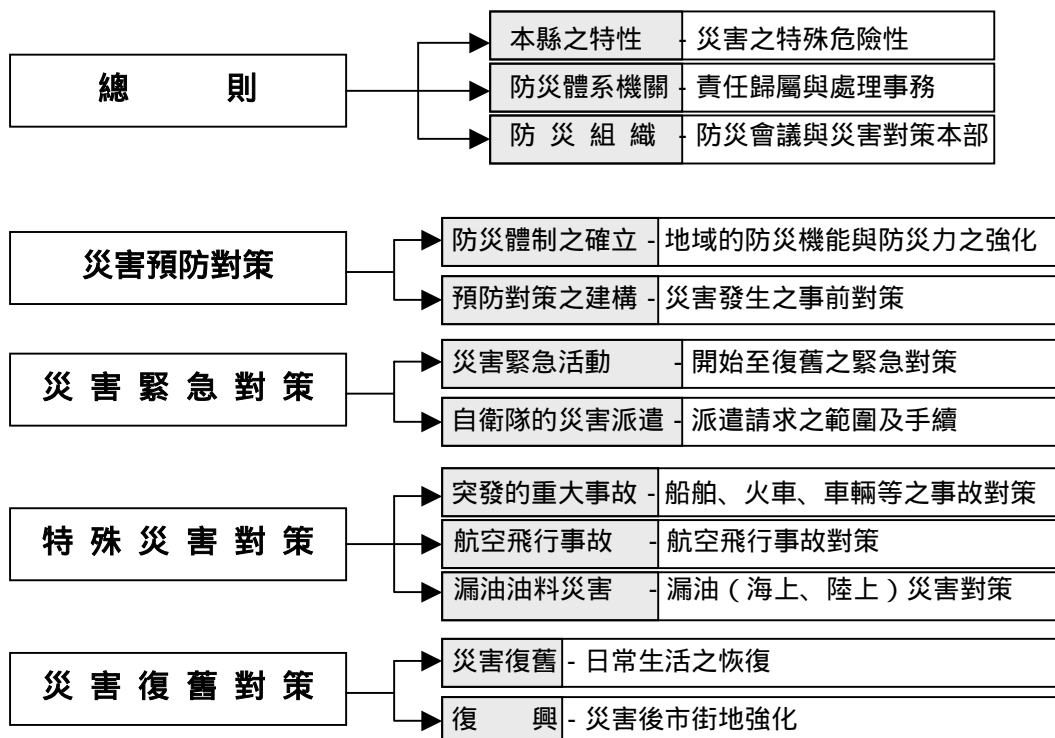 總 則
本縣之特性 - 災害之特殊危險性
防災體系機關 - 責任歸屬與處理事務
防 災 組 織 - 防災會議與災害對策本部
災害預防對策
防災體制之確立 - 地域的防災機能與防災力之強化
預防對策之建構 - 災害發生之事前對策
災 害 緊 急 對 策
災害緊急活動 - 開始至復舊之緊急對策
自衛隊的災害派遣 - 派遣請求之範圍及手續
特 殊 災 害 對 策
突發的重大事故 - 船舶、火車、車輛等之事故對策
航空飛行事故 - 航空飛行事故對策
漏油油料災害 - 漏油（海上、陸上）災害對策
災 害 復 舊 對 策
災害復舊 - 日常生活之恢復
復 興 - 災害後市街地強化